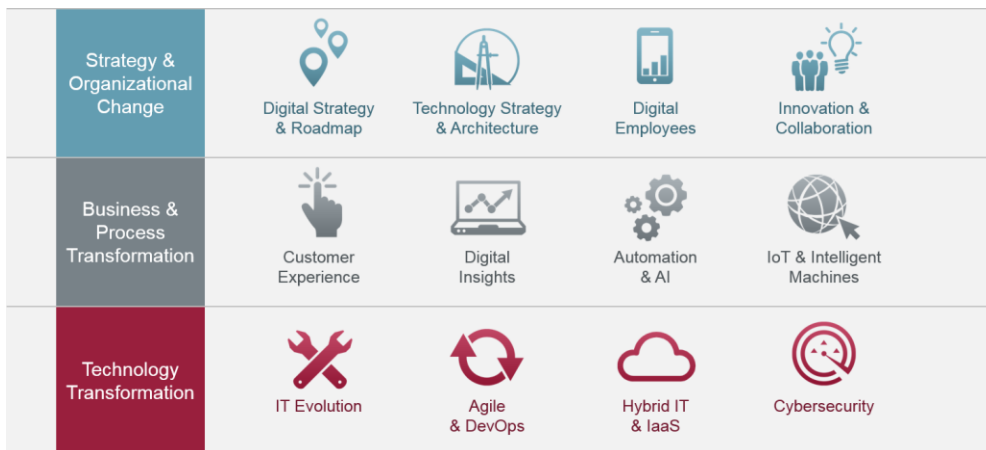 Strategy &
Organizational
Change
Digital Strategy
& Roadmap
Technology Strategy
& Architecture
Digital
Employees
Innovation &
Collaboration
Business &
Process
Transformation
Customer
Experience
Digital
Insights
Automation
& AI
IoT & Intelligent
Machines
Technology
Transformation
IT Evolution
Agile
& DevOps
Hybrid IT
& IaaS
Cybersecurity